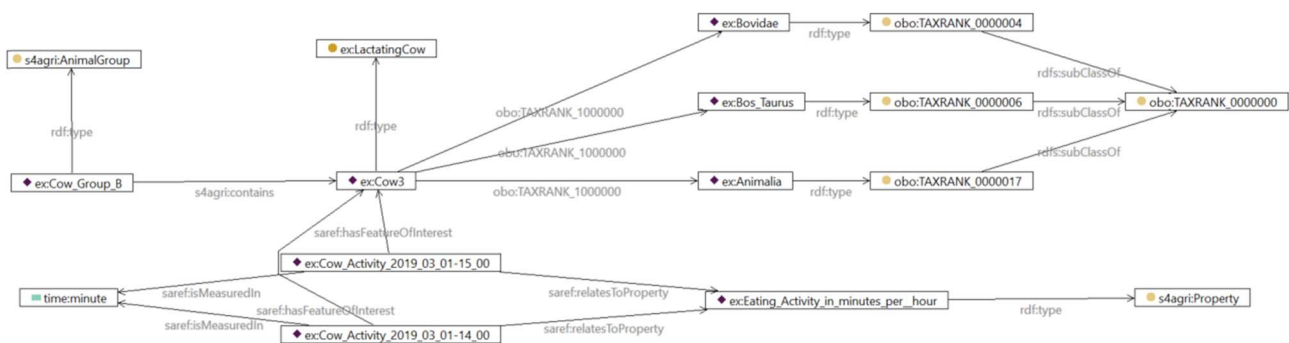 ex:Bovidae
rdf:type
obo:TAXRANK_0000004
s4agri:AnimalGroup
ex:LactatingCow
rdfs:subClassOf
obo:TAXRANK_1000000
ex:Bos_Taurus
rdf:type
obo:TAXRANK_0000006
rdfs:subClassOf
obo:TAXRANK_0000000
rdf:type
rdf:type
obo:TAXRANK_1000000
rdfs:subClassOf
ex:Cow_Group_B
s4agri:contains
ex:Cow3
obo:TAXRANK_1000000
ex:Animalia
rdf:type
obo:TAXRANK_0000017
saref:hasFeatureOfInterest
ex:Cow_Activity_2019_03_01-15_00
saref:isMeasuredIn
saref:relatesToProperty
time:minute
saref:hasFeatureOfInterest
ex:Eating_Activity_in_minutes_per__hour
rdf:type
s4agri:Property
saref:isMeasuredIn
ex:Cow_Activity_2019_03_01-14_00
saref:relatesToProperty